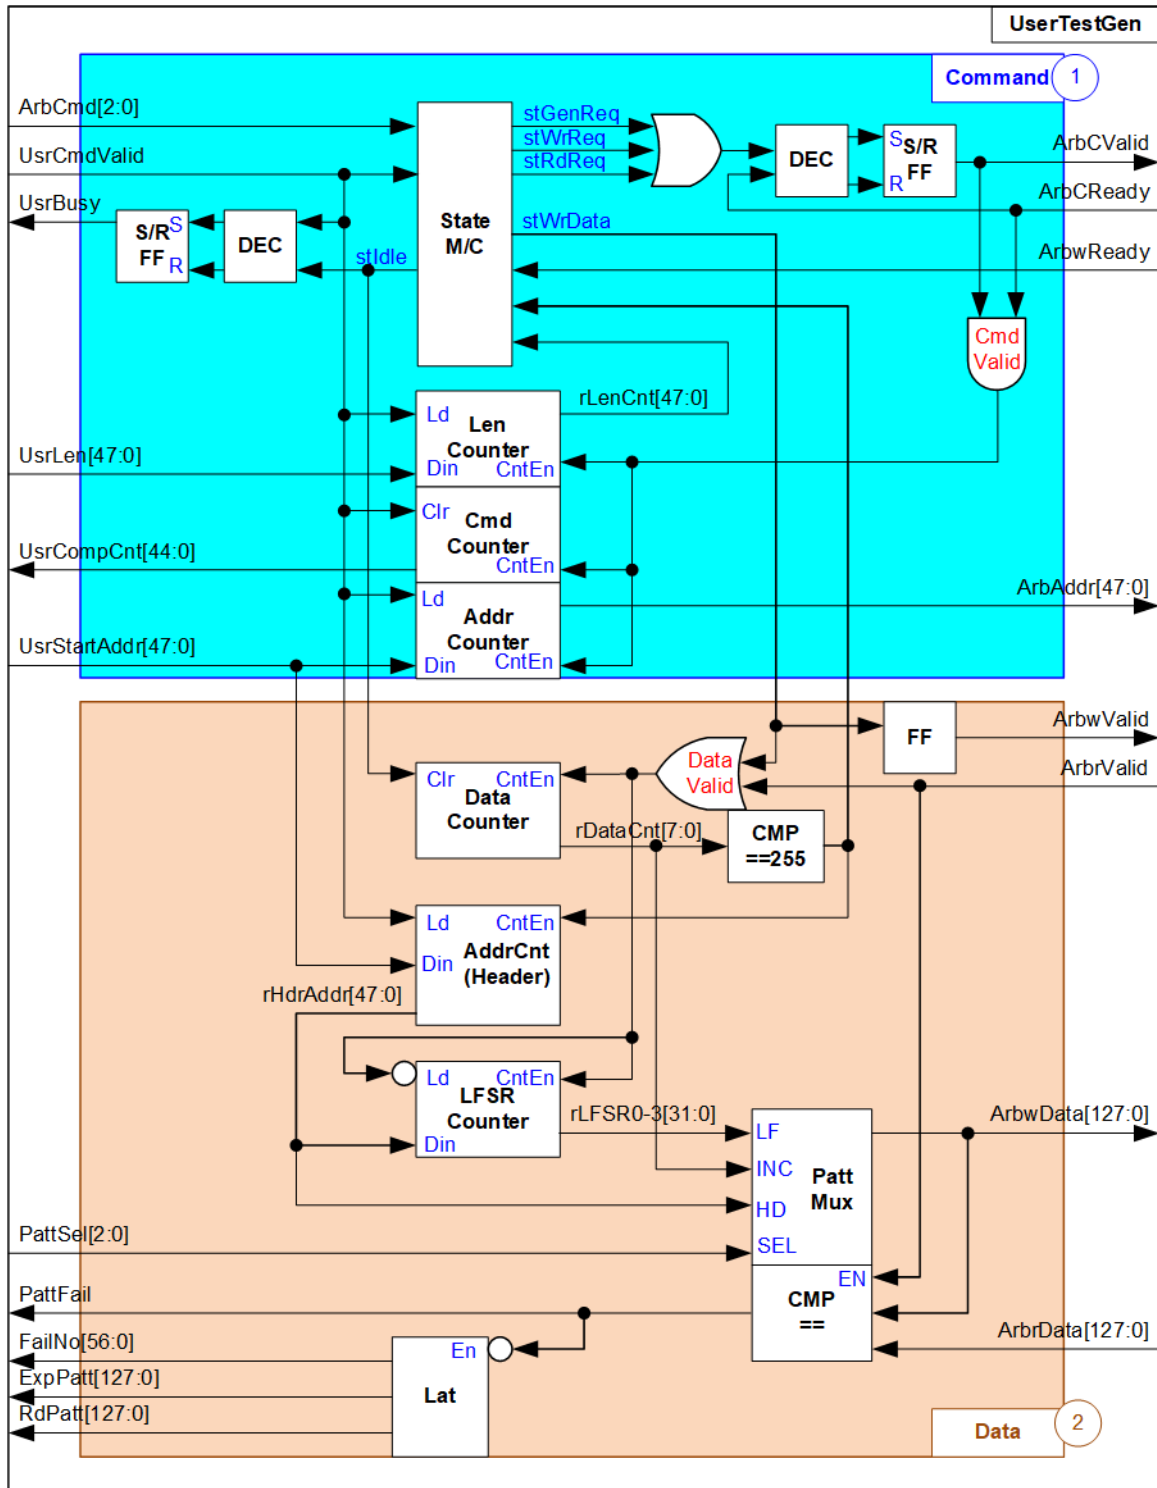 UserTestGen
Command 1
ArbCmd[2:0]
stGenReq
UsrCmdValid
stWrReq
stRdReq
DEC
S
R
S/R
FF
ArbCValid
ArbCReady
UsrBusy
S/R
FF
S
R
DEC
stIdle
State
M/C
stWrData
ArbwReady
Cmd
Valid
rLenCnt[47:0]
Ld
Len
Counter
UsrLen[47:0]
Din
CntEn
Clr
Cmd
Counter
UsrCompCnt[44:0]
CntEn
Ld
Addr
Counter
ArbAddr[47:0]
UsrStartAddr[47:0]
Din
CntEn
ArbwValid
FF
Data
Valid
ArbrValid
Clr
CntEn
Data
Counter
rDataCnt[7:0]
CMP
==255
Ld
CntEn
AddrCnt
(Header)
Din
rHdrAddr[47:0]
Ld
CntEn
LFSR
Counter
Din
rLFSR0-3[31:0]
LF
INC
HD
SEL
Patt
Mux
ArbwData[127:0]
PattSel[2:0]
EN
CMP
==
PattFail
ArbrData[127:0]
FailNo[56:0]
En
Lat
ExpPatt[127:0]
RdPatt[127:0]
Data 2